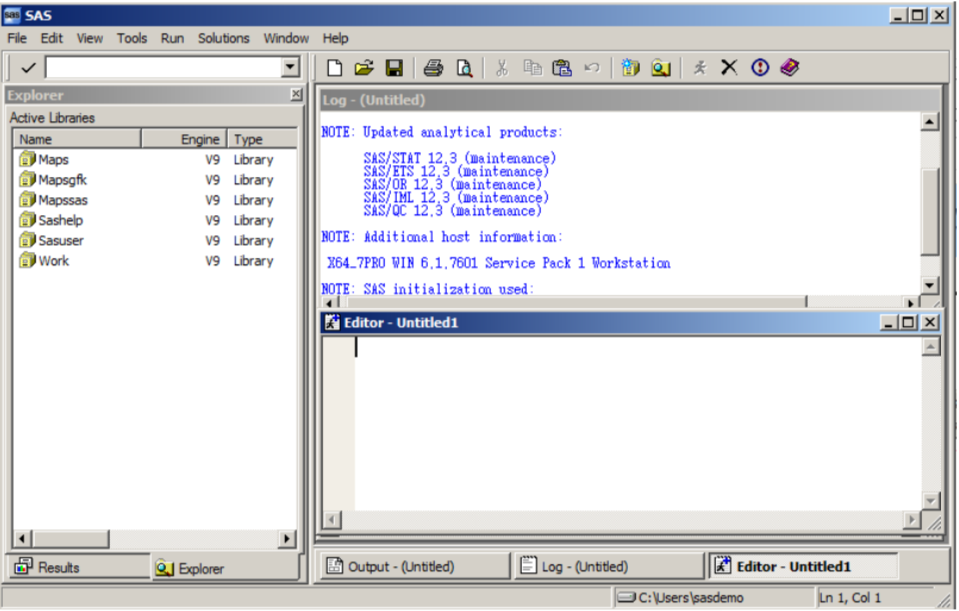 sas SAS
File Edit View Tools Run Solutions Window Help
Explorer
Active Libraries
Name Engine Type
Maps V9 Library
Mapsgfk V9 Library
Mapssas V9 Library
Sashelp V9 Library
Sasuser V9 Library
Work V9 Library
Results Explorer
Log - (Untitled)
NOTE: Updated analytical products:
SAS/STAT 12.3 (maintenance)
SAS/ETS 12.3 (maintenance)
SAS/OR 12.3 (maintenance)
SAS/IML 12.3 (maintenance)
SAS/QC 12.3 (maintenance)
NOTE: Additional host information:
X64_7PRO WIN 6.1.7601 Service Pack 1 Workstation
NOTE: SAS initialization used:
Editor - Untitled1
Output - (Untitled) Log - (Untitled) Editor - Untitled1
C:\Users\sasdemo Ln 1, Col 1